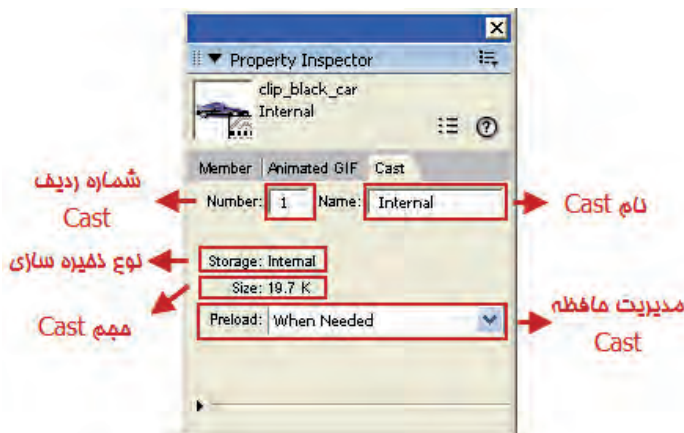 Property Inspector
clip_black_car
Internal
Member Animated GIF Cast
Number: 1 Name: Internal
Storage: Internal
Size: 19.7 K
Preload: When Needed
شماره ردیف
Cast
نام Cast
نوع ذخیره سازی
حجم Cast
مدیریت حافظه
Cast